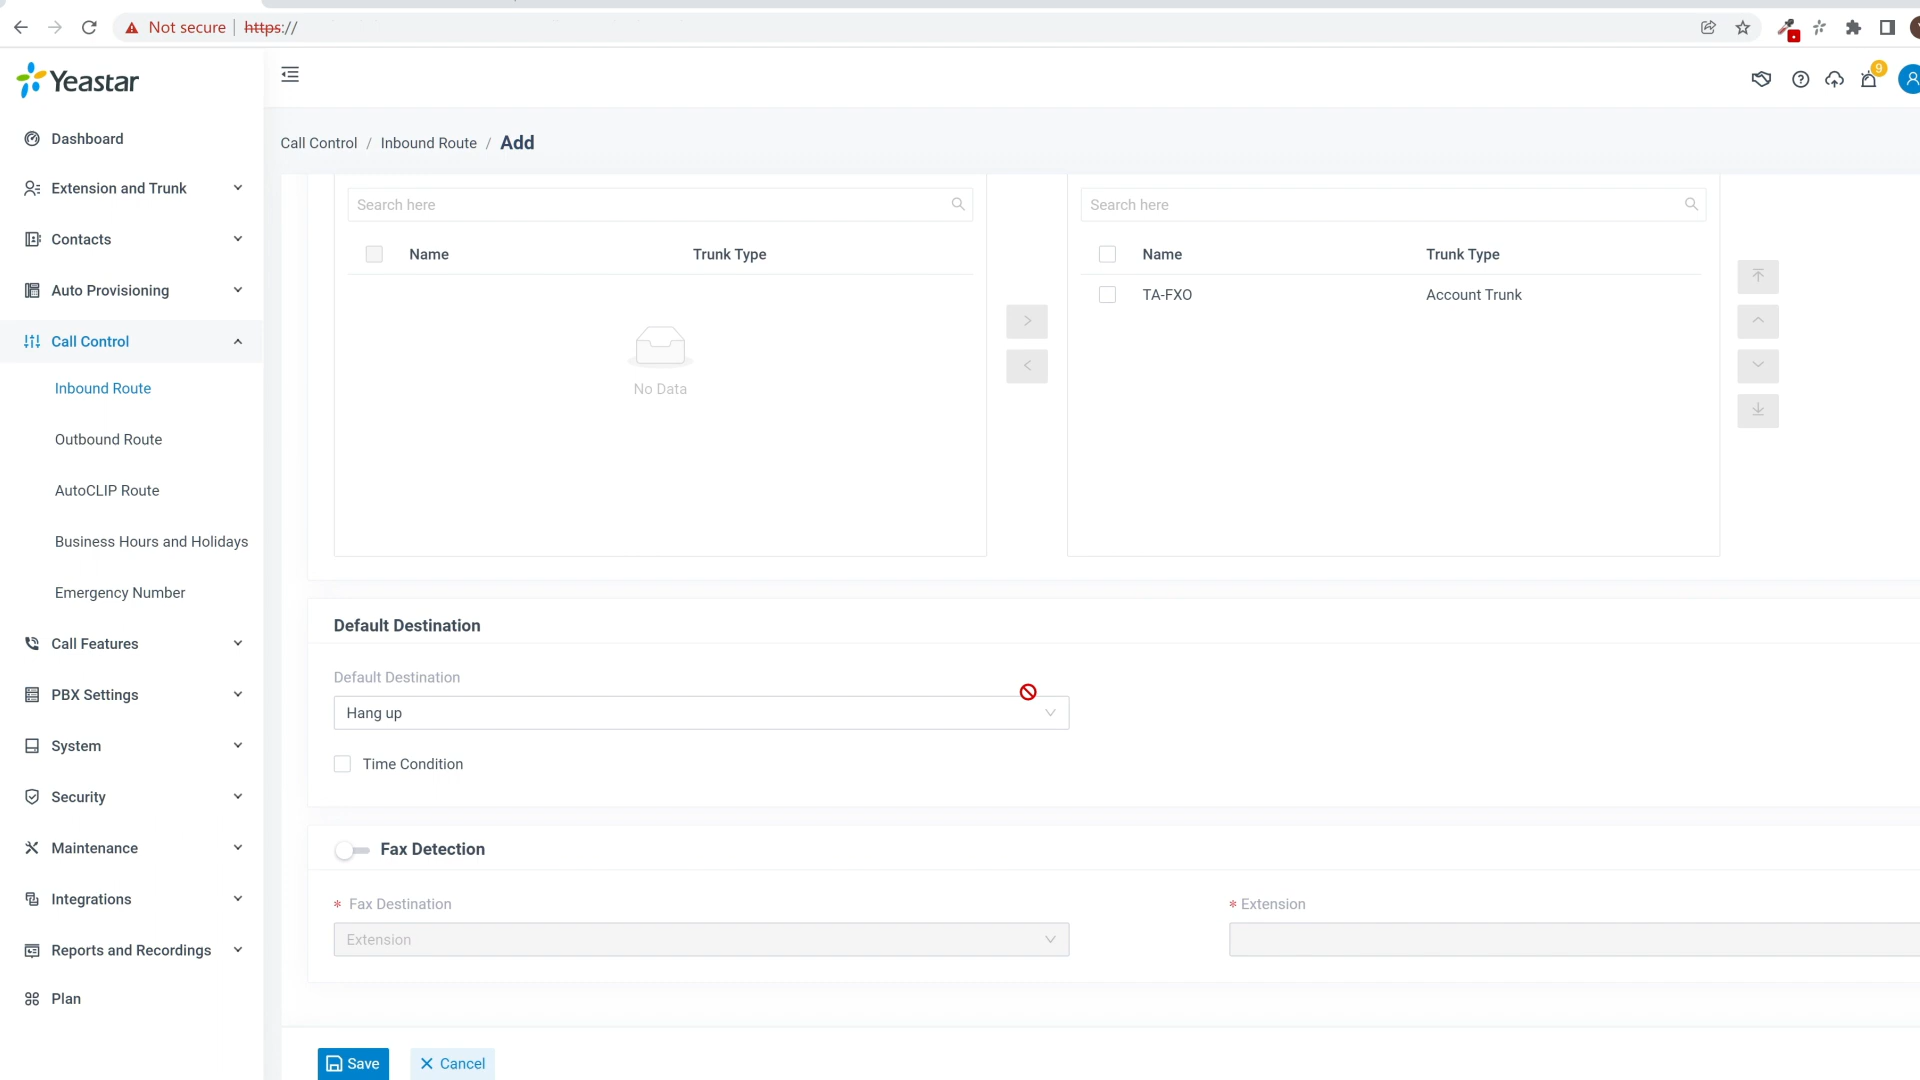 Not secure
https://
Yeastar
9
Dashboard
Extension and Trunk
Contacts
Auto Provisioning
Call Control
Inbound Route
Outbound Route
AutoCLIP Route
Business Hours and Holidays
Emergency Number
Call Features
PBX Settings
System
Security
Maintenance
Integrations
Reports and Recordings
Plan
Call Control / Inbound Route / Add
Search here
Name Trunk Type
No Data
Search here
Name Trunk Type
TA-FXO Account Trunk
Default Destination
Default Destination
Hang up
Time Condition
Fax Detection
* Fax Destination
Extension
* Extension
Save
Cancel